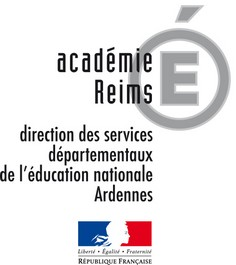 académie
Reims
É
direction des services
départementaux
de l'éducation nationale
Ardennes
Liberté • Égalité • Fraternité
RÉPUBLIQUE FRANÇAISE